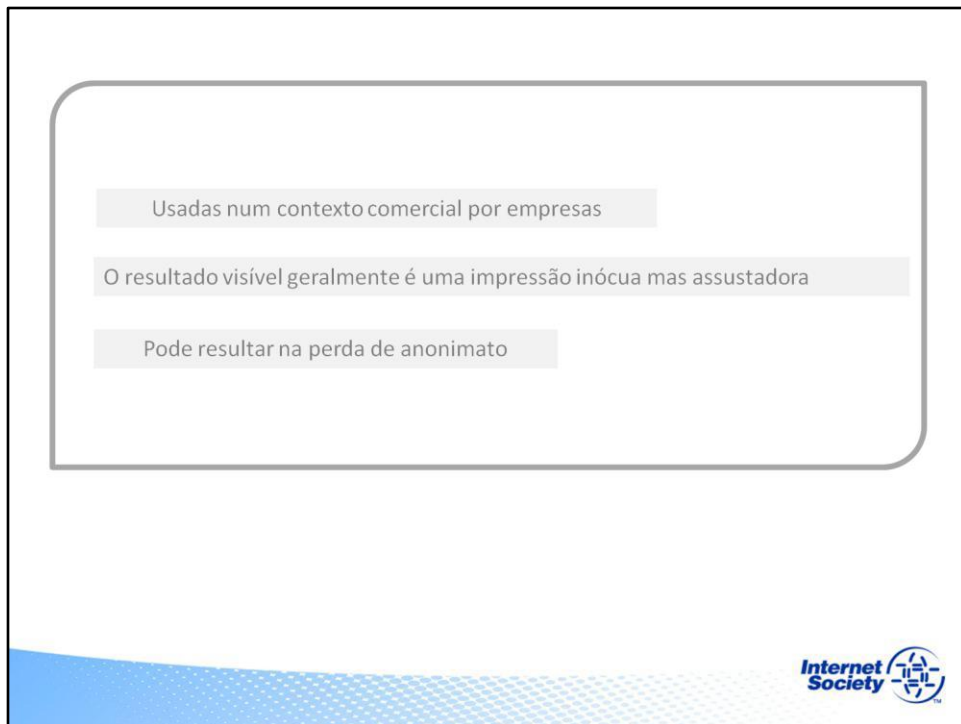 Usadas num contexto comercial por empresas
O resultado visível geralmente é uma impressão inócua mas assustadora
Pode resultar na perda de anonimato
Internet
Society
TM